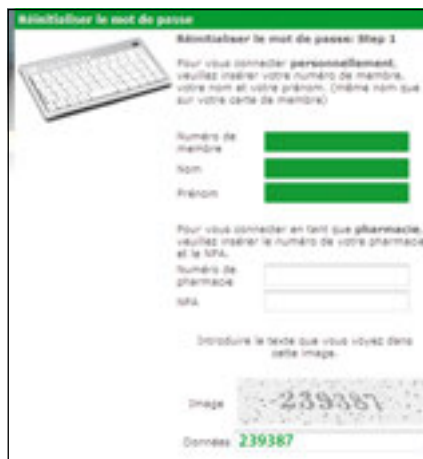 Réinitialiser le mot de passe
Réinitialiser le mot de passe: Step 1
Pour vous connecter personnellement,
veuillez insérer votre numéro de membre,
votre nom et votre prénom. (même nom que
sur votre carte de membre)
Numéro de
membre
Nom
Prénom
Pour vous connecter en tant que pharmacie,
veuillez insérer le numéro de votre pharmacie
et le NPA.
Numéro de
pharmacie
NPA
Introduire le texte que vous voyez dans
cette image.
Image 239387
Données 239387